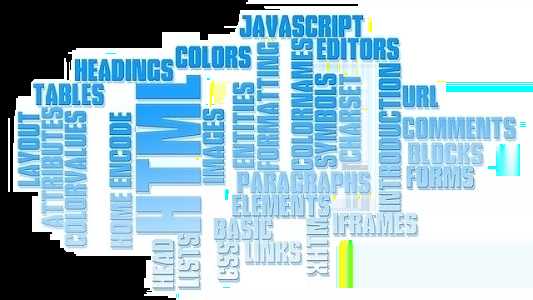 JAVASCRIPT
COLORS
EDITORS
HEADINGS
TABLES
LAYOUT
ATTRIBUTES
COLORVALUES
HOME
ENCODE
HTML
IMAGES
ENTITIES
FORMATTING
COLORNAMES
SYMBOLS
CHARSET
INTRODUCTION
URL
COMMENTS
BLOCKS
FORMS
PARAGRAPHS
ELEMENTS
BASIC
LINKS
IFRAMES
HEAD
LISTS
CSS
XHTML